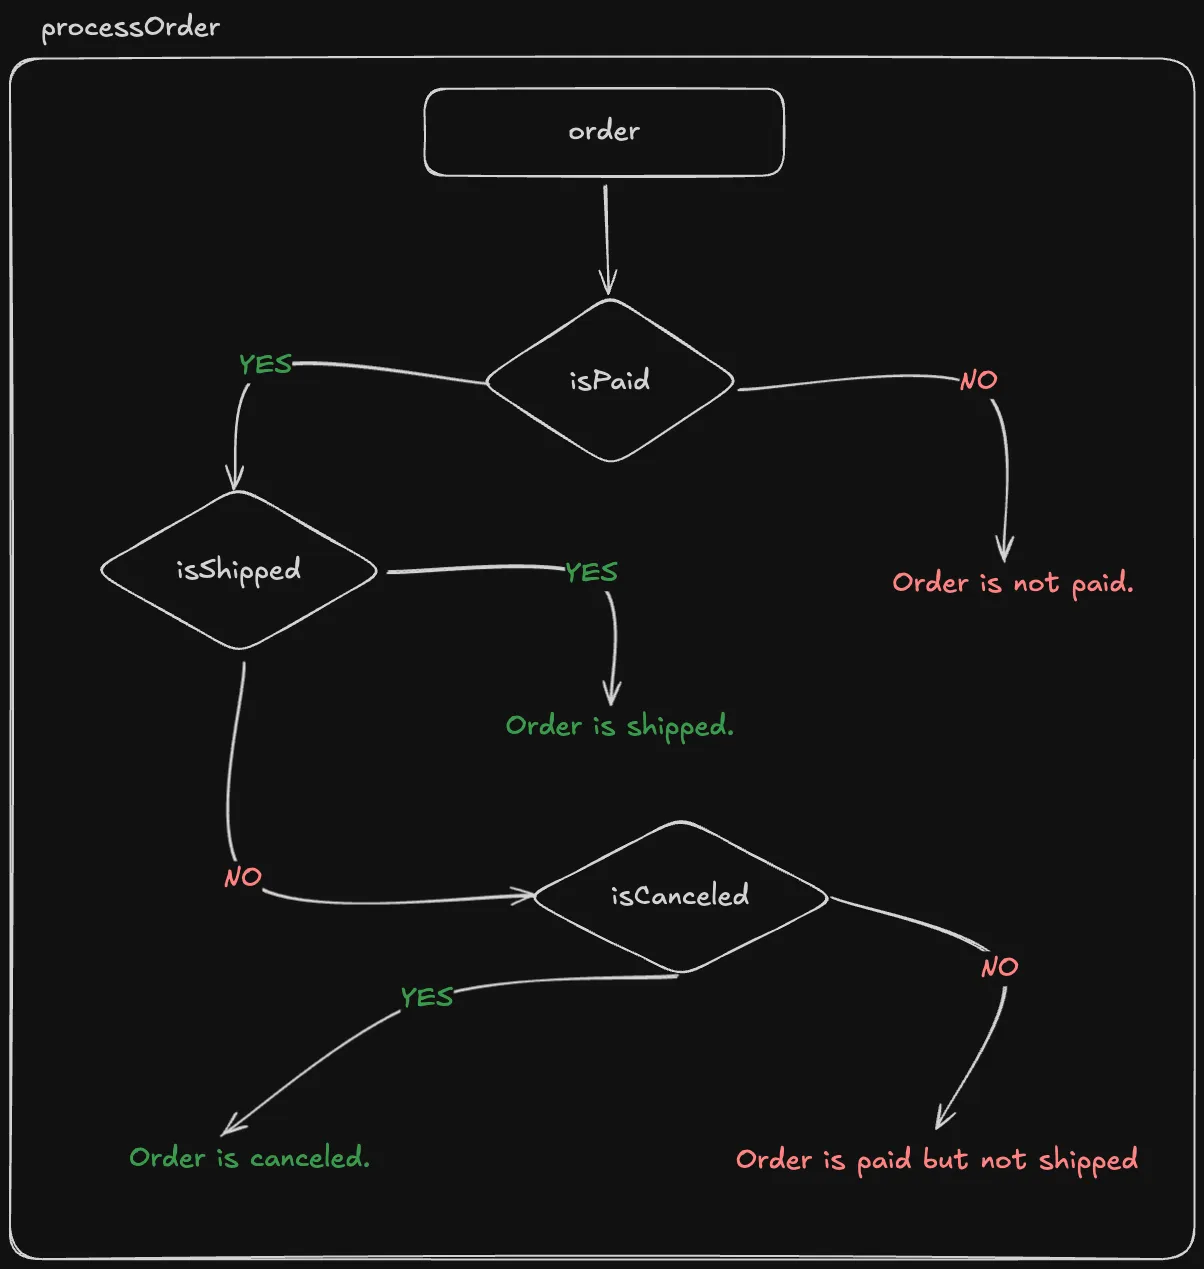 processOrder
order
isPaid
YES
NO
isShipped
YES
Order is not paid.
Order is shipped.
NO
isCanceled
YES
NO
Order is canceled.
Order is paid but not shipped